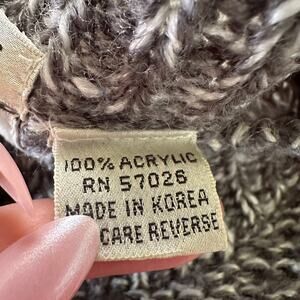 100% ACRYLIC
RN 57026
MADE IN KOREA
CARE REVERSE